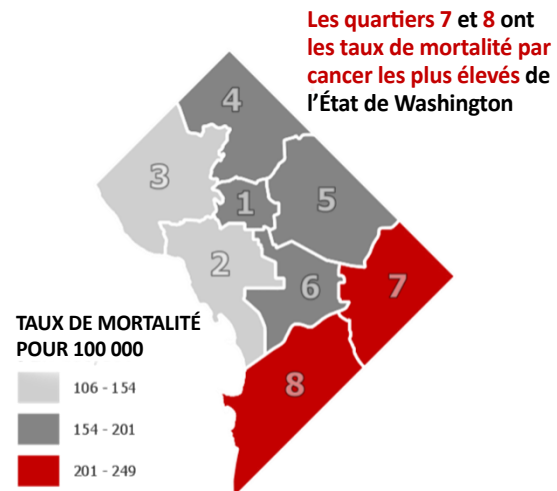 Les quartiers 7 et 8 ont
les taux de mortalité par
cancer les plus élevés de
l'État de Washington
4
3
1
5
2
6
7
8
TAUX DE MORTALITÉ
POUR 100 000
106 - 154
154 - 201
201 - 249